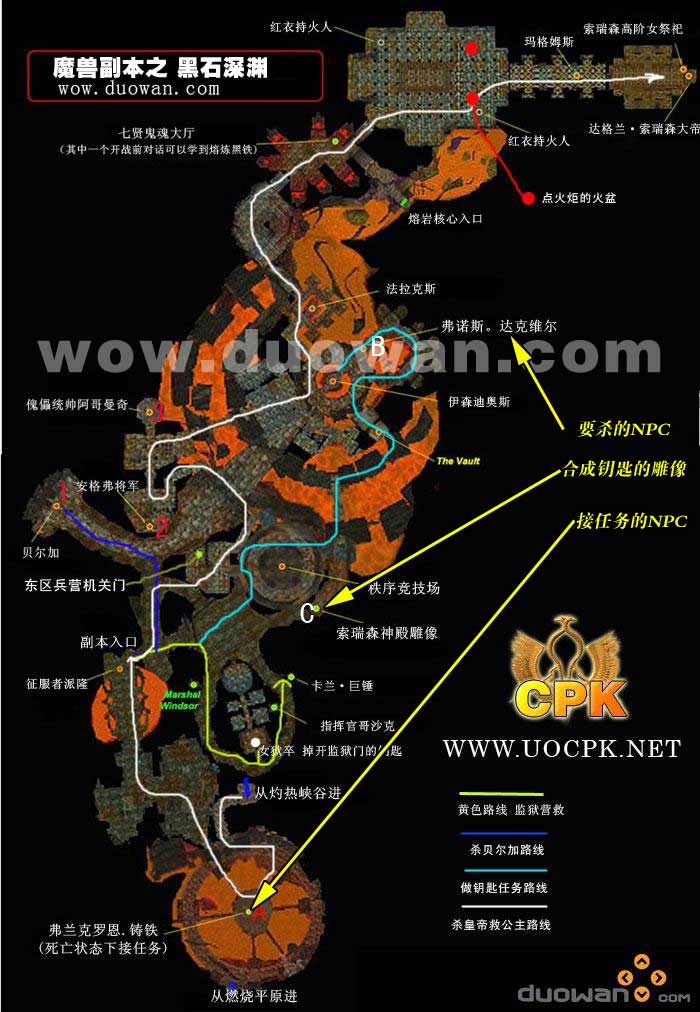 红衣持火人
玛格姆斯
索瑞森高阶女祭祀
魔兽副本之 黑石深渊
www.duowan.com
七贤鬼魂大厅
(其中一个开战前对话可以学到熔炼黑铁)
红衣持火人
达格兰·索瑞森大帝
点火炬的火盆
熔岩核心入口
法拉克斯
弗诺斯。达克维尔
B
wow.duowan.com
伊森迪奥斯
傀儡统帅阿哥曼奇
3
要杀的NPC
The Vault
合成钥匙的雕像
1
安格弗将军
2
接任务的NPC
贝尔加
东区兵营机关门
秩序竞技场
C
索瑞森神殿雕像
副本入口
征服者派隆
Marshal
Windsor
卡兰·巨锤
指挥官哥沙克
女狱卒 掉开监狱门的钥匙
CPK
WWW.UOCPK.NET
从灼热峡谷进
黄色路线 监狱营救
杀贝尔加路线
做钥匙任务路线
杀皇帝救公主路线
A
弗兰克罗恩.铸铁
(死亡状态下接任务)
从燃烧平原进
duowan.com